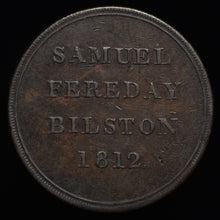 SAMUEL
FEREDAY
BILSTON
1812